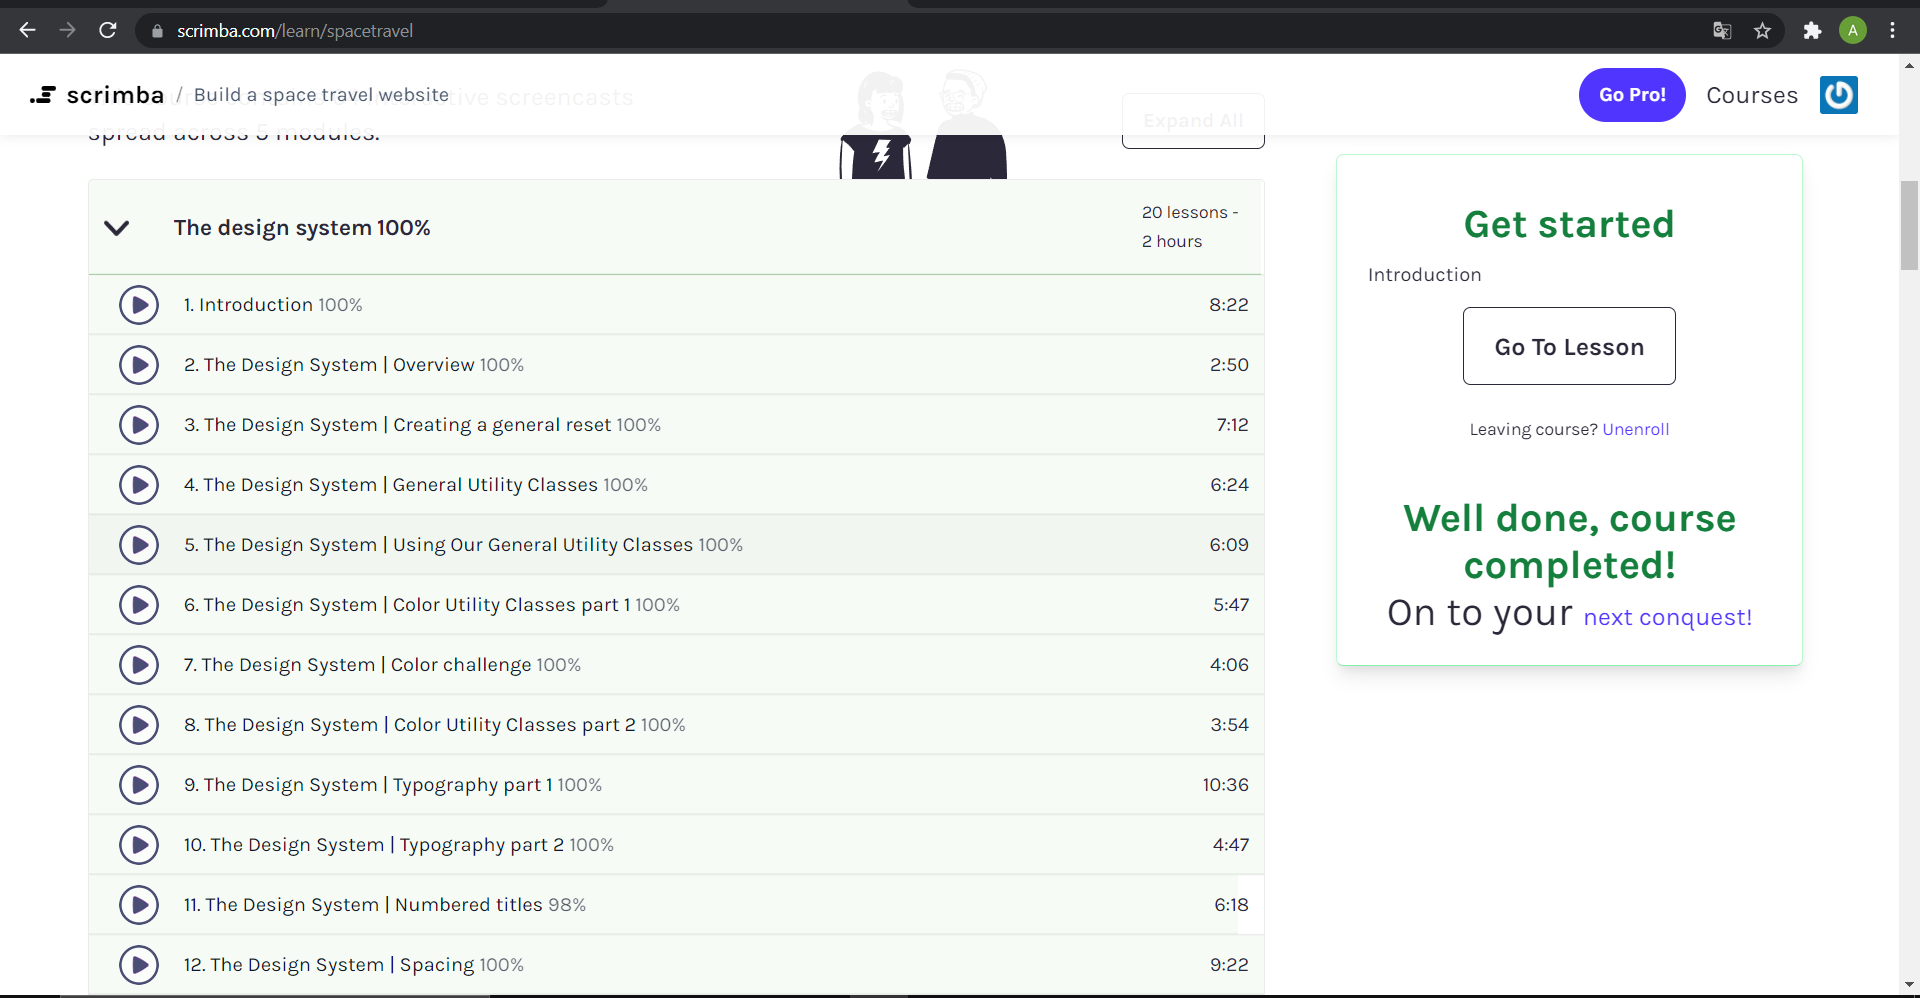 scrimba.com/learn/spacetravel
A
scrimba / Build a space travel website
Go Pro!
Courses
interactive screencasts
spread across 5 modules.
Expand All
The design system 100%
20 lessons -
2 hours
1. Introduction 100%
8:22
2. The Design System | Overview 100%
2:50
3. The Design System | Creating a general reset 100%
7:12
4. The Design System | General Utility Classes 100%
6:24
5. The Design System | Using Our General Utility Classes 100%
6:09
6. The Design System | Color Utility Classes part 1 100%
5:47
7. The Design System | Color challenge 100%
4:06
8. The Design System | Color Utility Classes part 2 100%
3:54
9. The Design System | Typography part 1 100%
10:36
10. The Design System | Typography part 2 100%
4:47
11. The Design System | Numbered titles 98%
6:18
12. The Design System | Spacing 100%
9:22
Get started
Introduction
Go To Lesson
Leaving course? Unenroll
Well done, course
completed!
On to your next conquest!